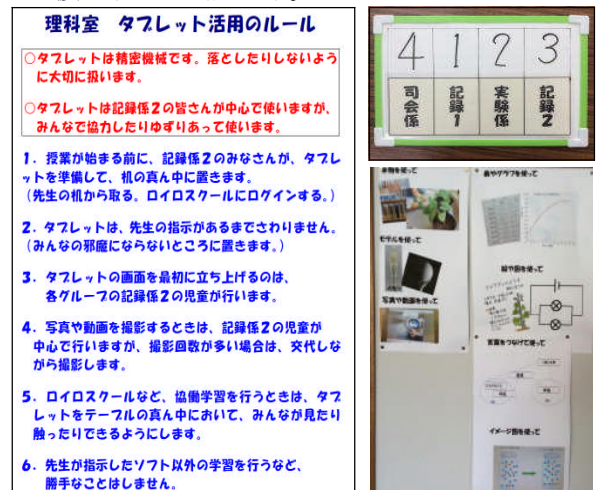 理科室　タブレット活用のルール
○タブレットは精密機械です。落としたりしないよう
に大切に扱います。
○タブレットは記録係2の皆さんが中心で使いますが、
みんなで協力したりゆずりあって使います。
1．授業が始まる前に、記録係2のみなさんが、タブレ
ットを準備して、机の真ん中に置きます。
（先生の机から取る。ロイロスクールにログインする。）
2．タブレットは、先生の指示があるまでさわりません。
（みんなの邪魔にならないところに置きます。）
3．タブレットの画面を最初に立ち上げるのは、
各グループの記録係2の児童が行います。
4．写真や動画を撮影するときは、記録係2の児童が
中心で行いますが、撮影回数が多い場合は、交代しな
がら撮影します。
5．ロイロスクールなど、協働学習を行うときは、タブ
レットをテーブルの真ん中において、みんなが見たり
触ったりできるようにします。
6．先生が指示したソフト以外の学習を行うなど、
勝手なことはしません。
4 1 2 3
司会係
記録1
実験係
記録2
実物を使って
モデルを使って
写真や動画を使って
表やグラフを使って
絵や図を使って
言葉をつなげて使って
イメージ図を使って